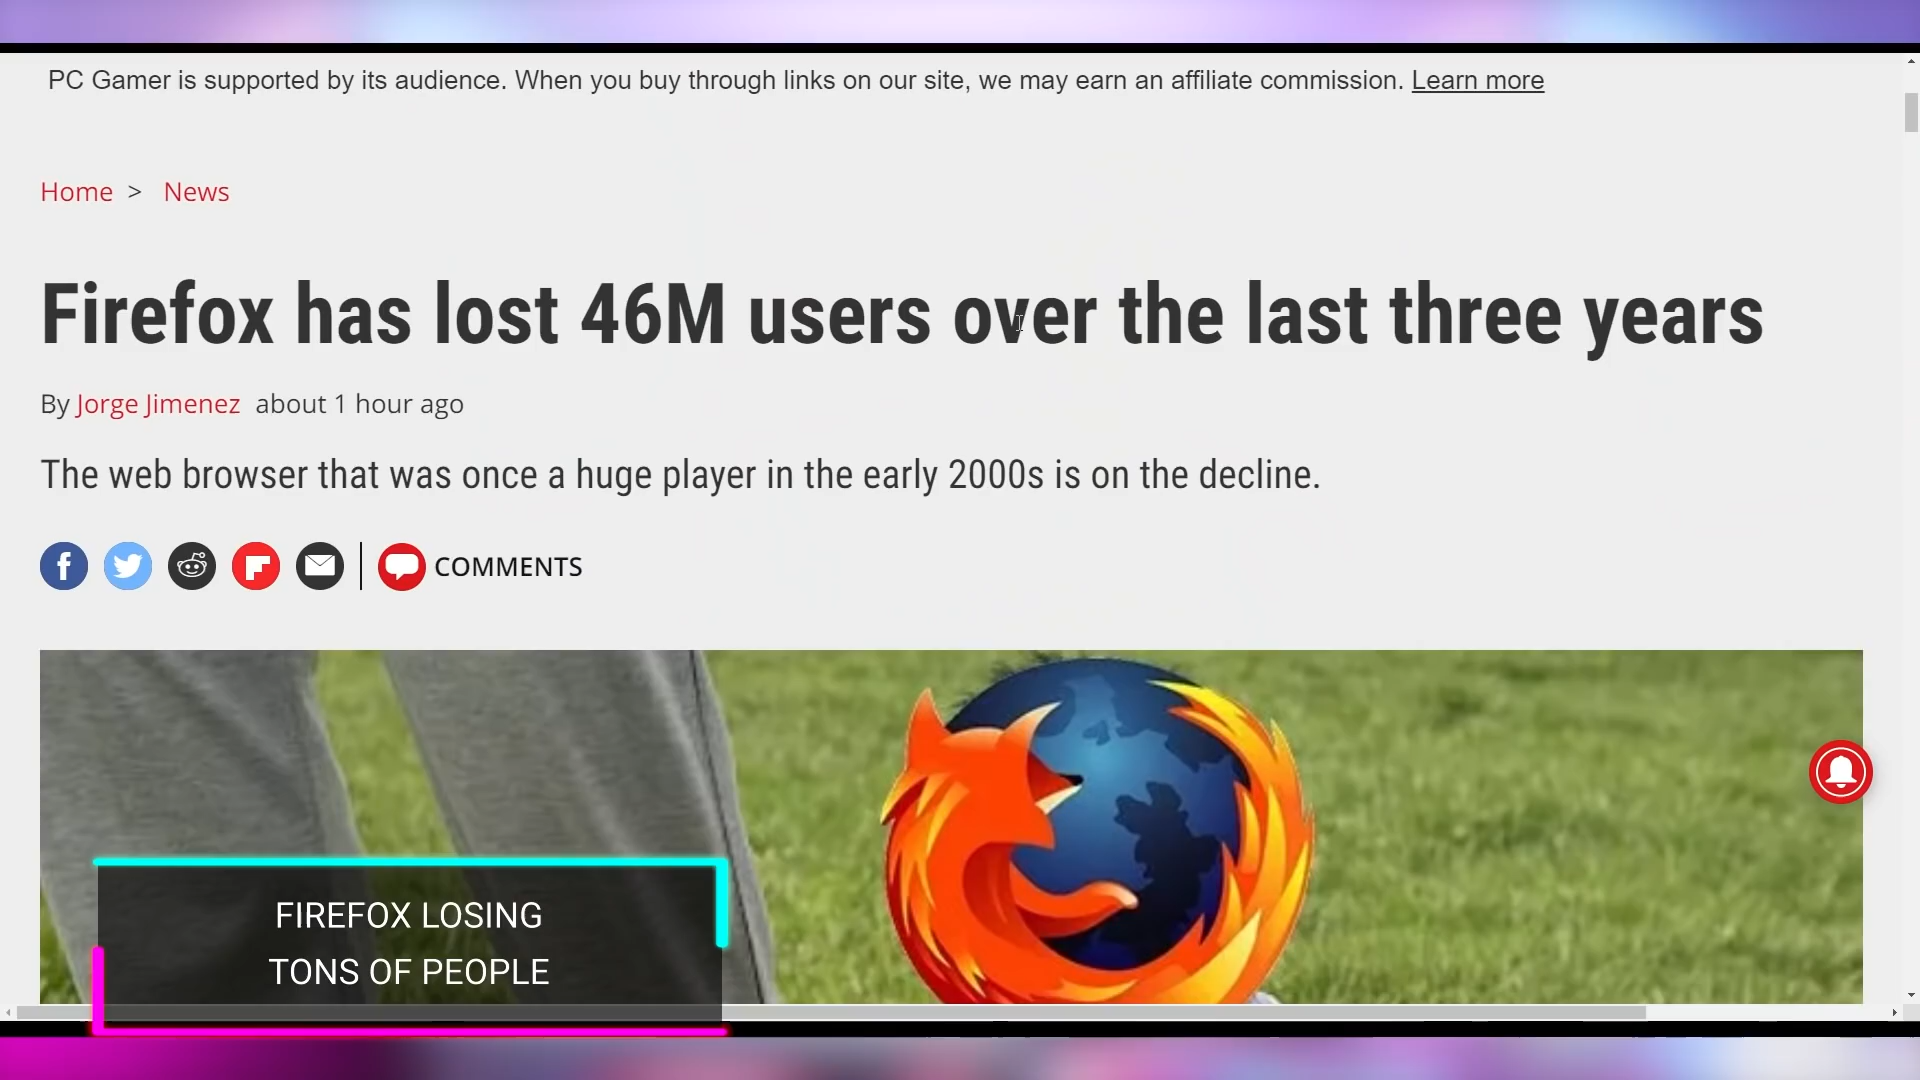 PC Gamer is supported by its audience. When you buy through links on our site, we may earn an affiliate commission. Learn more
Home > News
Firefox has lost 46M users over the last three years
By Jorge Jimenez about 1 hour ago
The web browser that was once a huge player in the early 2000s is on the decline.
COMMENTS
FIREFOX LOSING
TONS OF PEOPLE